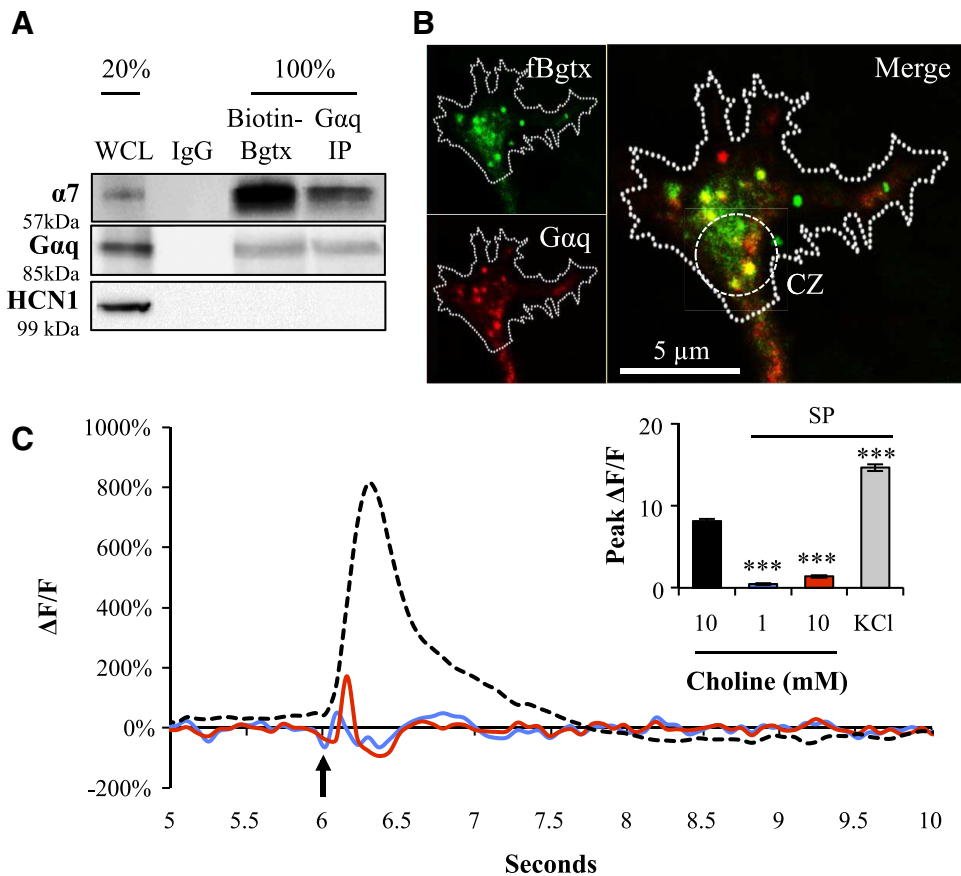 A
20%
100%
WCL
IgG
Biotin-
Bgtx
Gαq
IP
α7
57kDa
Gαq
85kDa
HCN1
99 kDa
B
fBgtx
Gαq
Merge
CZ
5 µm
C
1000%
800%
600%
400%
200%
0%
-200%
ΔF/F
5
5.5
6
6.5
7
7.5
8
8.5
9
9.5
10
Seconds
SP
20
10
0
Peak ΔF/F
***
***
***
10
1
10
KCl
Choline (mM)